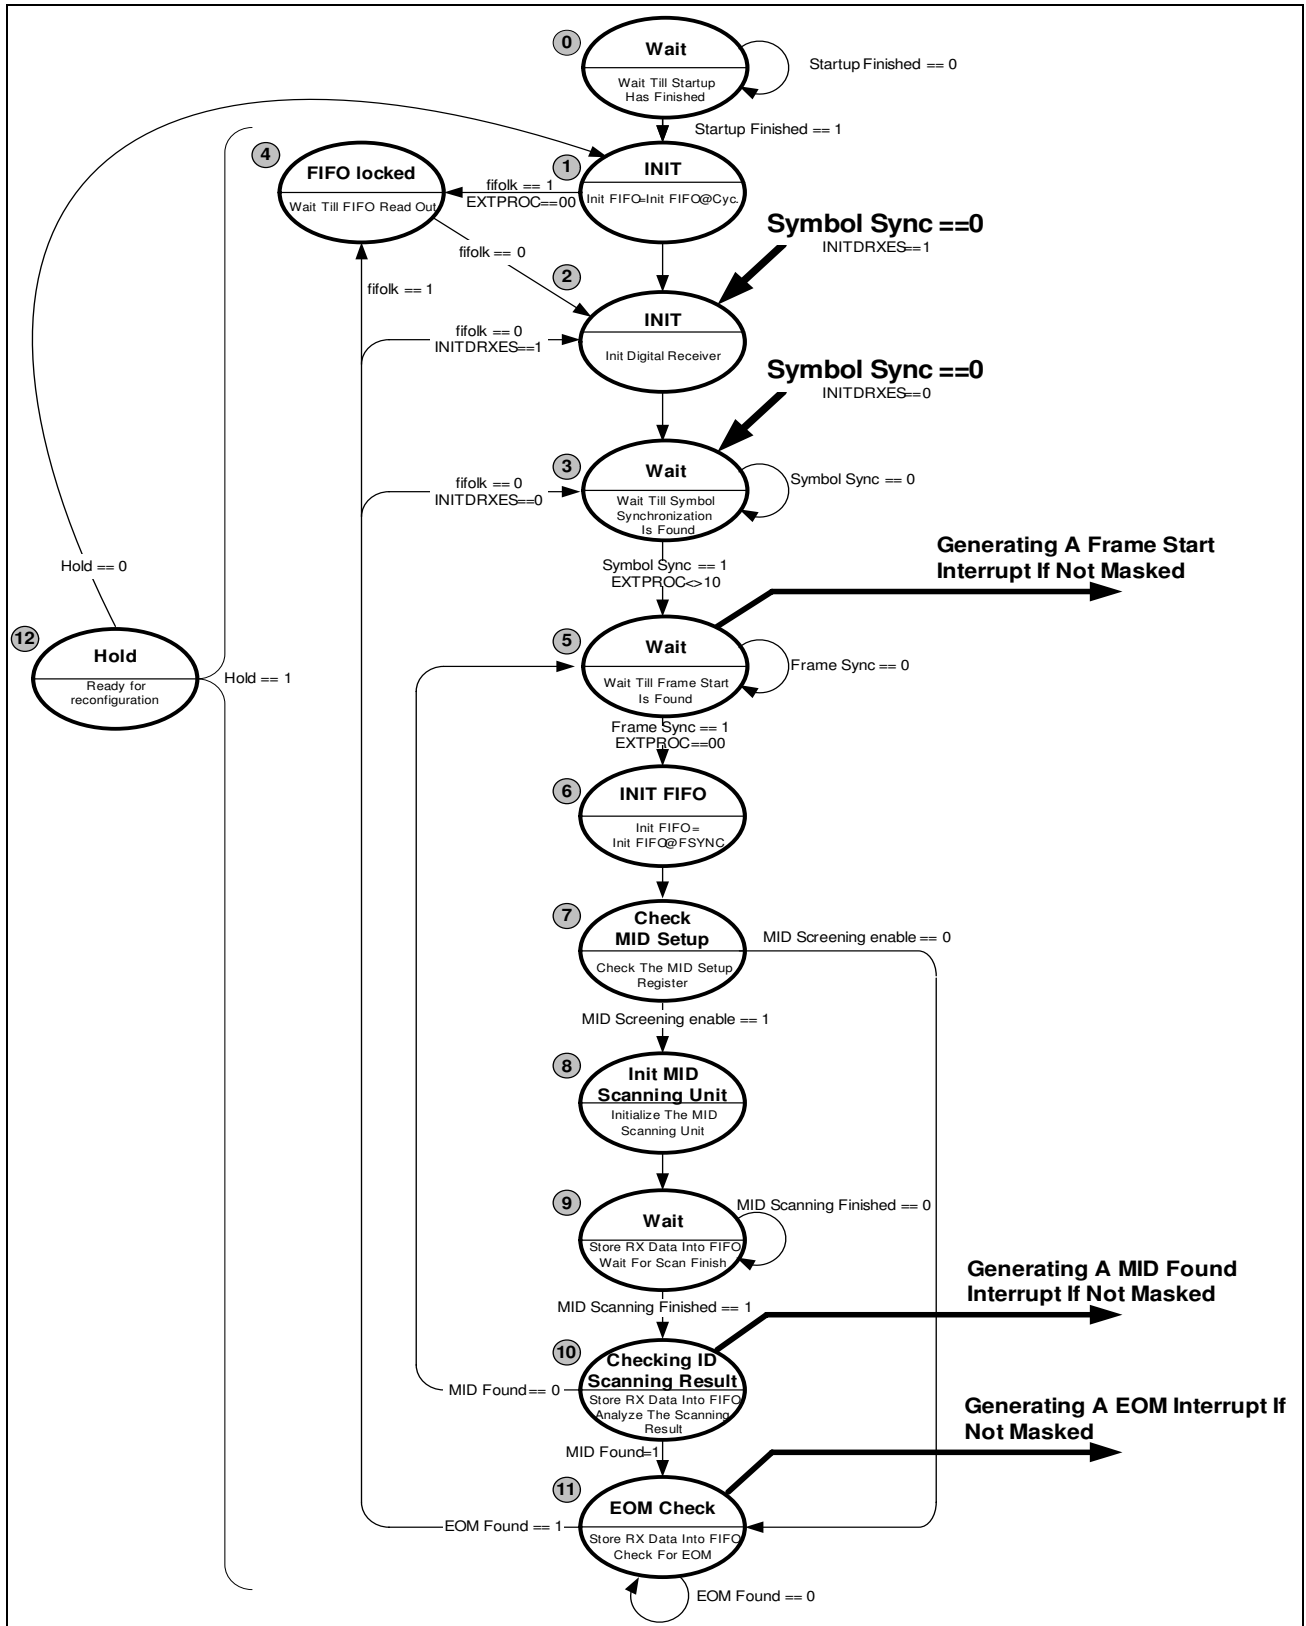 0
Wait
Wait Till Startup
Has Finished
Startup Finished == 0
Startup Finished == 1
4
FIFO locked
Wait Till FIFO Read Out
fifolk == 1
EXTPROC==00
1
INIT
Init FIFO=Init FIFO@Cyc.
Symbol Sync ==0
INITDRXES==1
fifolk == 0
2
INIT
Init Digital Receiver
fifolk == 1
fifolk == 0
INITDRXES==1
Symbol Sync ==0
INITDRXES==0
3
Wait
Wait Till Symbol
Synchronization
Is Found
Symbol Sync == 0
fifolk == 0
INITDRXES==0
Symbol Sync == 1
EXTPROC<>10
Generating A Frame Start
Interrupt If Not Masked
Hold == 0
12
Hold
Ready for
reconfiguration
Hold == 1
5
Wait
Wait Till Frame Start
Is Found
Frame Sync == 0
Frame Sync == 1
EXTPROC==00
6
INIT FIFO
Init FIFO=
Init FIFO@FSYNC
7
Check
MID Setup
Check The MID Setup
Register
MID Screening enable == 0
MID Screening enable == 1
8
Init MID
Scanning Unit
Initialize The MID
Scanning Unit
9
Wait
Store RX Data Into FIFO
Wait For Scan Finish
MID Scanning Finished == 0
MID Scanning Finished == 1
Generating A MID Found
Interrupt If Not Masked
10
Checking ID
Scanning Result
Store RX Data Into FIFO
Analyze The Scanning
Result
MID Found== 0
MID Found=1
Generating A EOM Interrupt If
Not Masked
11
EOM Check
Store RX Data Into FIFO
Check For EOM
EOM Found == 1
EOM Found == 0